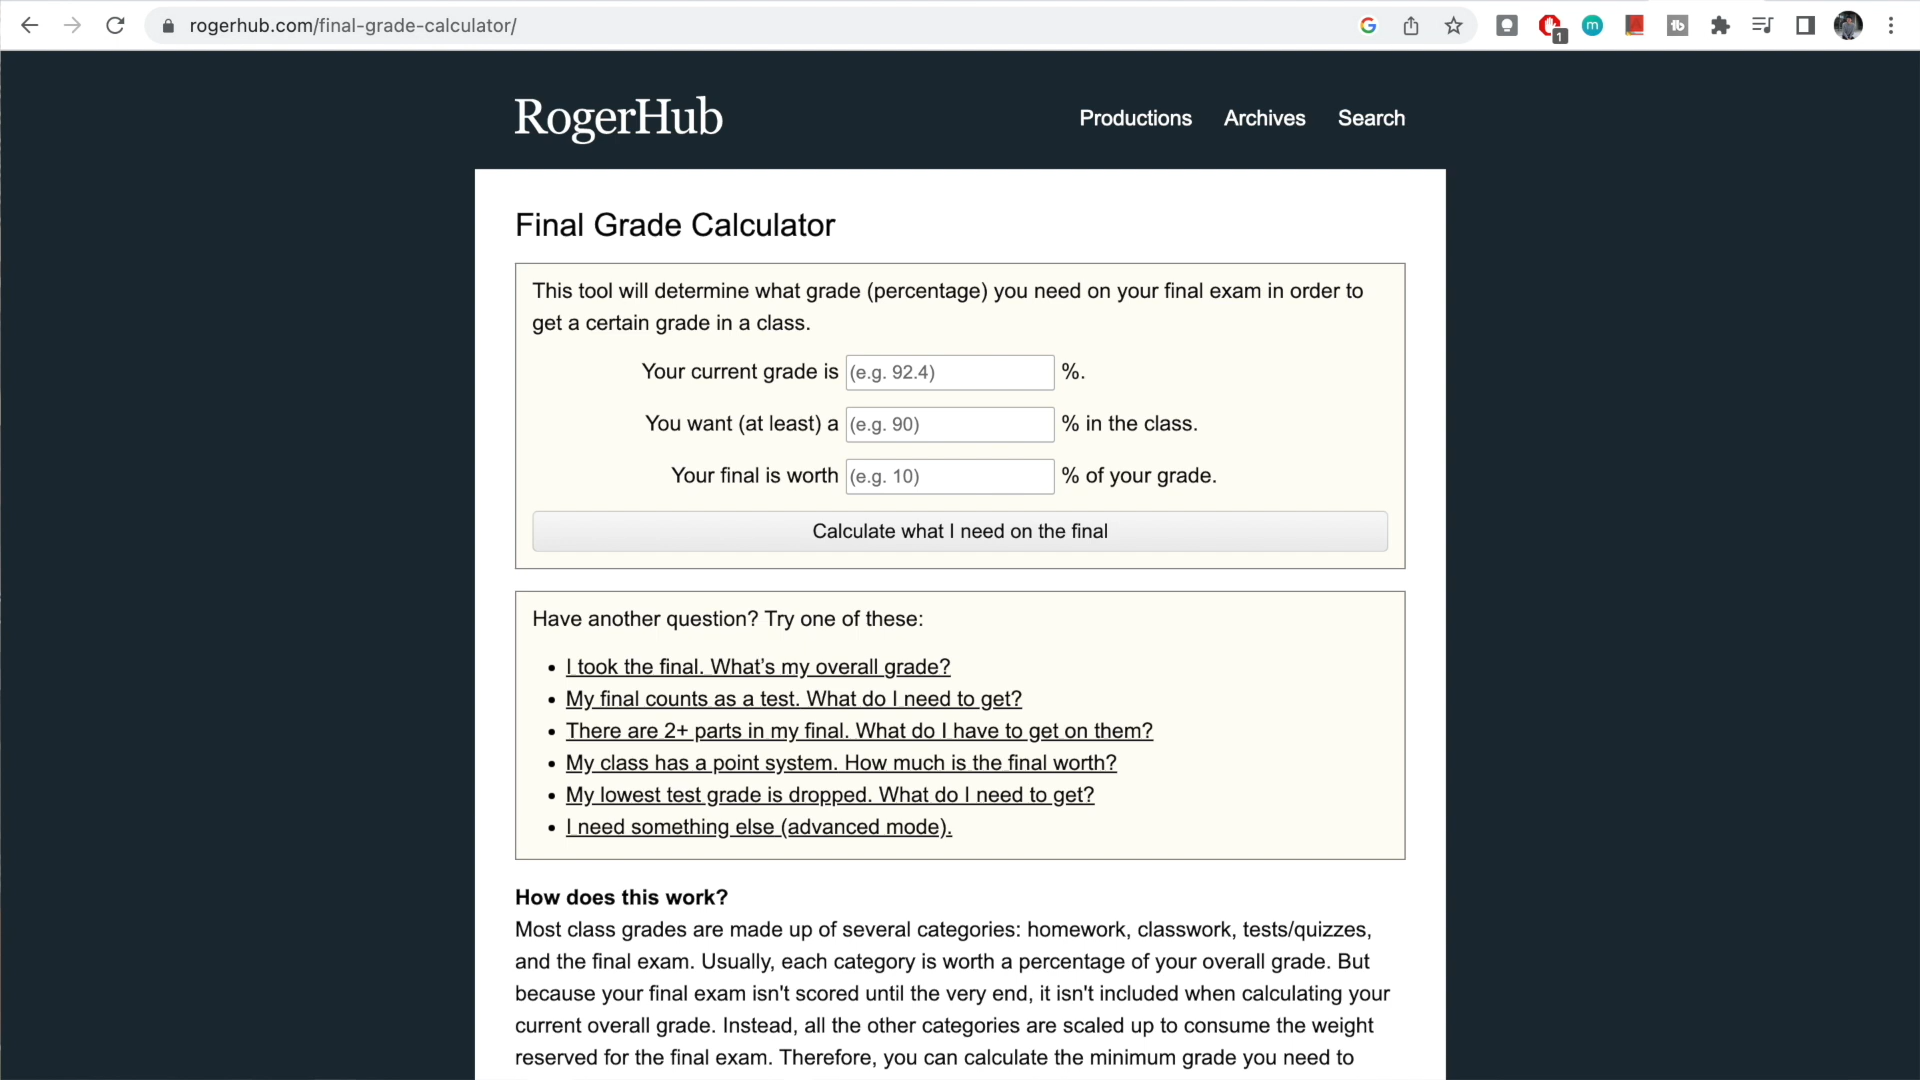 rogerhub.com/final-grade-calculator/
1
m
tb
RogerHub
Productions Archives Search
Final Grade Calculator
This tool will determine what grade (percentage) you need on your final exam in order to
get a certain grade in a class.
Your current grade is (e.g. 92.4) %.
You want (at least) a (e.g. 90) % in the class.
Your final is worth (e.g. 10) % of your grade.
Calculate what I need on the final
Have another question? Try one of these:
• I took the final. What’s my overall grade?
• My final counts as a test. What do I need to get?
• There are 2+ parts in my final. What do I have to get on them?
• My class has a point system. How much is the final worth?
• My lowest test grade is dropped. What do I need to get?
• I need something else (advanced mode).
How does this work?
Most class grades are made up of several categories: homework, classwork, tests/quizzes,
and the final exam. Usually, each category is worth a percentage of your overall grade. But
because your final exam isn't scored until the very end, it isn't included when calculating your
current overall grade. Instead, all the other categories are scaled up to consume the weight
reserved for the final exam. Therefore, you can calculate the minimum grade you need to